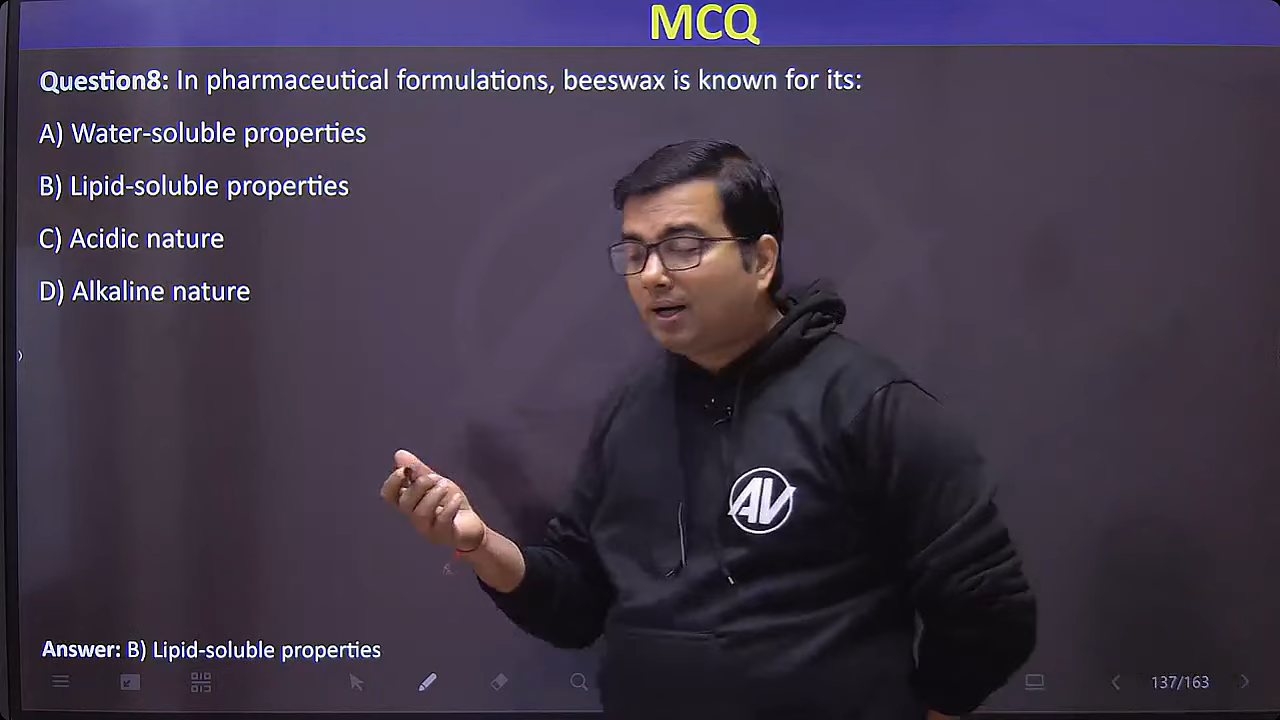 MCQ
Question8: In pharmaceutical formulations, beeswax is known for its:
A) Water-soluble properties
B) Lipid-soluble properties
C) Acidic nature
D) Alkaline nature
AV
Answer: B) Lipid-soluble properties
137/163